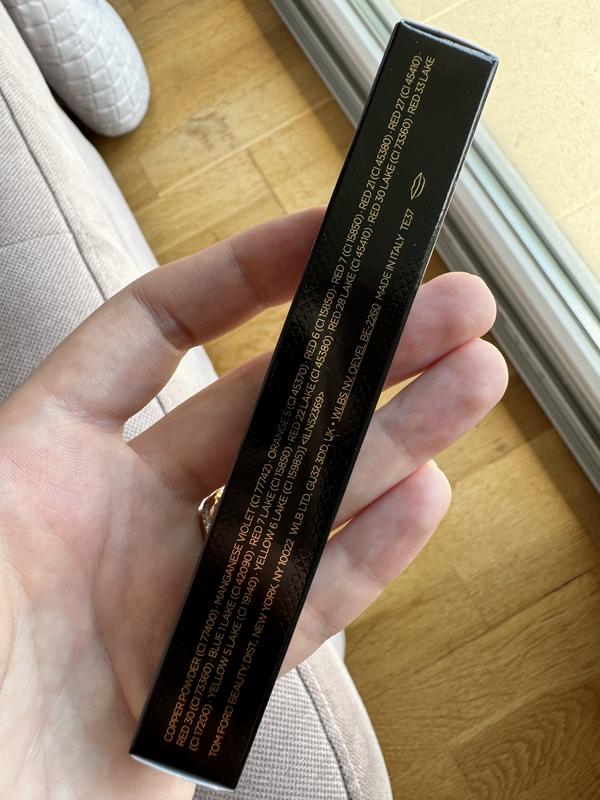 COPPER POWDER (CI 77400) · MANGANESE VIOLET (CI 77742) · ORANGE 5 (CI 45370) · RED 6 (CI 15850) · RED 7 (CI 15850) · RED 21 (CI 45380) · RED 27 (CI 45410) ·
RED 30 (CI 73360) · BLUE 1 LAKE (CI 42090) · RED 7 LAKE (CI 15850) · RED 22 LAKE (CI 45380) · RED 28 LAKE (CI 45410) · RED 30 LAKE (CI 73360) · RED 33 LAKE
(CI 17200) · YELLOW 5 LAKE (CI 19140) · YELLOW 6 LAKE (CI 15985)] <ILN52369>
TOM FORD BEAUTY, DIST. NEW YORK, NY 10022 WLB LTD, GU32 3DD, UK • WLBS NV, OEVEL BE-2260 MADE IN ITALY TE37